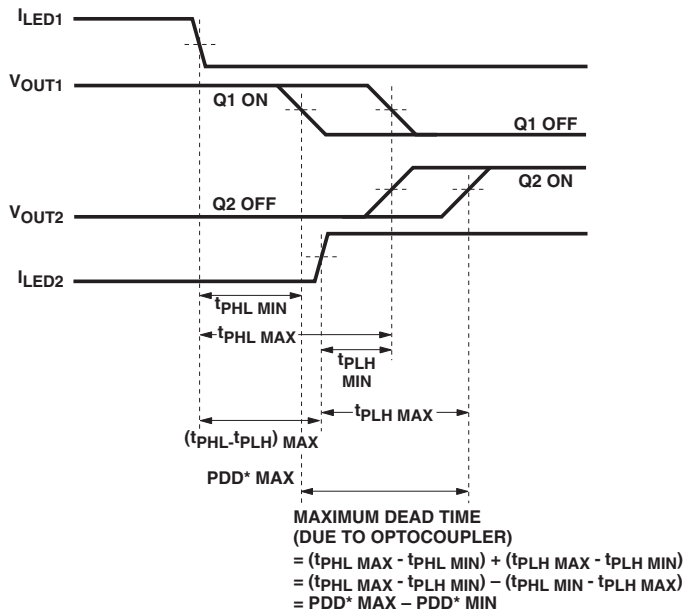 ILED1
VOUT1
Q1 ON
Q1 OFF
Q2 ON
Q2 OFF
VOUT2
ILED2
tPHL MIN
tPHL MAX
tPLH
MIN
tPLH MAX
(tPHL-tPLH) MAX
PDD* MAX
MAXIMUM DEAD TIME
(DUE TO OPTOCOUPLER)
= (tPHL MAX - tPHL MIN) + (tPLH MAX - tPLH MIN)
= (tPHL MAX - tPLH MIN) – (tPHL MIN - tPLH MAX)
= PDD* MAX – PDD* MIN